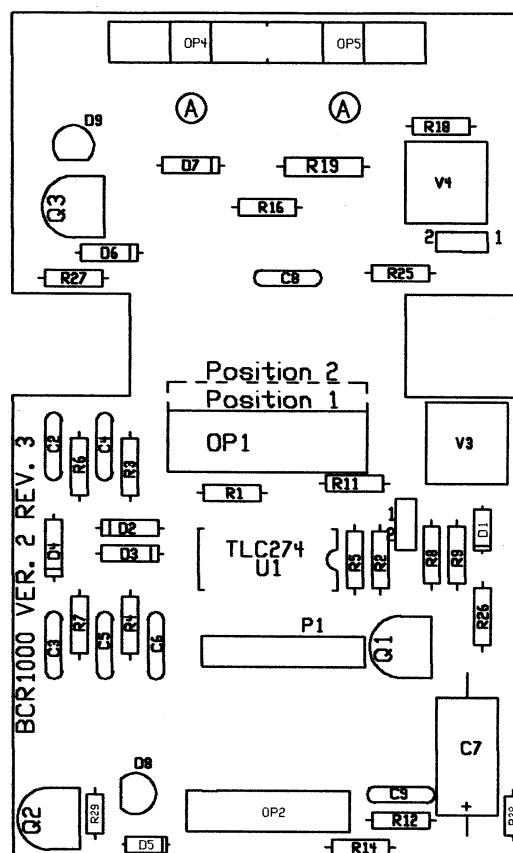 OP4 OP5
A A
D9
R18
D7 R19
V4
Q3 R16
2 1
D6
R27 C8 R25
Position 2
Position 1
OP1
V3
C2 C4
R6 R3
R11
R1
BCR1000 VER. 2 REV. 3
1
D2
D4 D3
TLC274
U1
R5 R2 R8 R9 D1
R7 R4
C3 C5 C6
P1
Q1
R26
C7
+
D8
Q2 R29
OP2
C9
R12
D5
R14